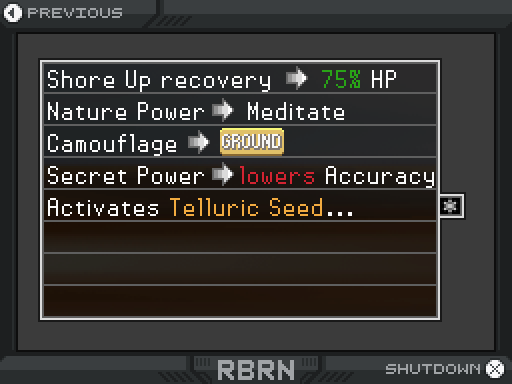 PREVIOUS
Shore Up recovery 75% HP
Nature Power Meditate
Camouflage GROUND
Secret Power lowers Accuracy
Activates Telluric Seed...
RBRN
SHUTDOWN